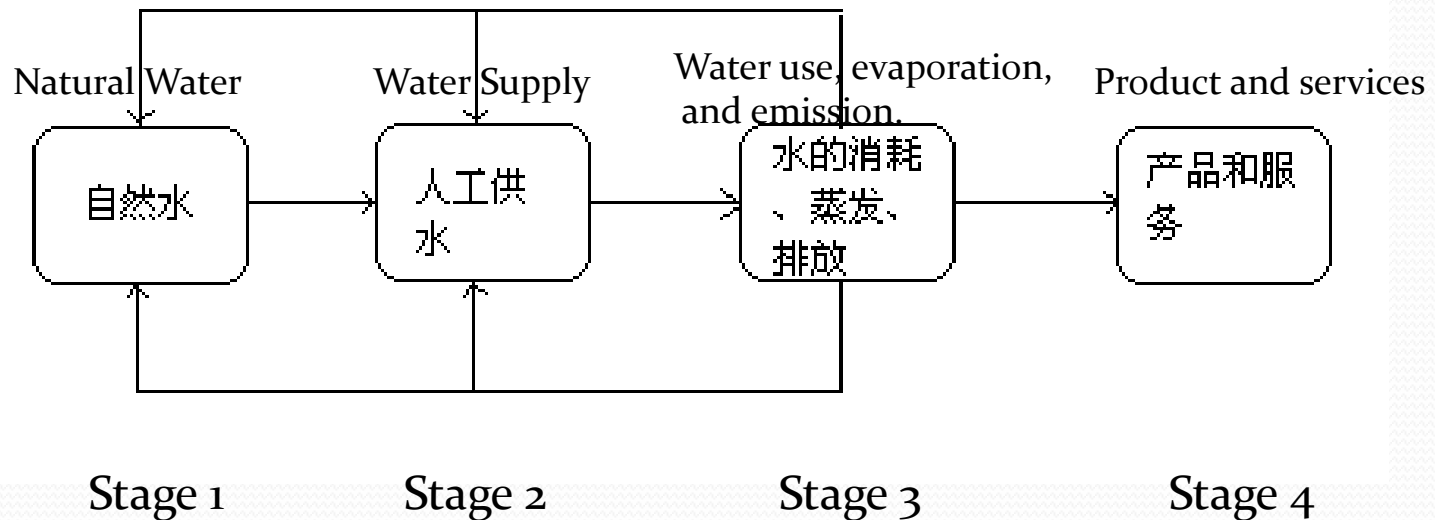 Natural Water
Water Supply
Water use, evaporation,
and emission.
Product and services
自然水
人工供
水
水的消耗
、蒸发、
排放
产品和服
务
Stage 1
Stage 2
Stage 3
Stage 4